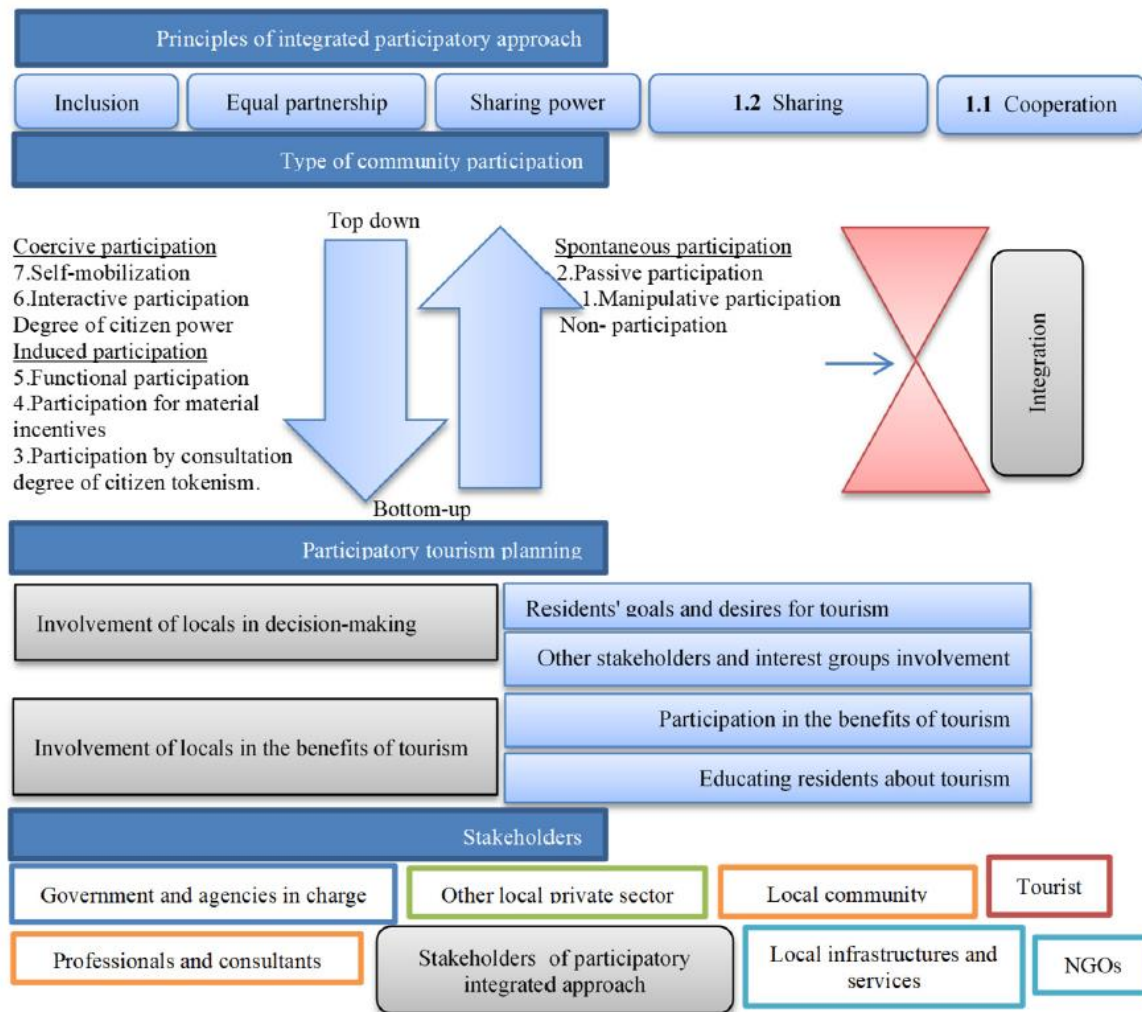 Principles of integrated participatory approach
Inclusion
Equal partnership
Sharing power
1.2 Sharing
1.1 Cooperation
Type of community participation
Top down
Coercive participation
7.Self-mobilization
6.Interactive participation
Degree of citizen power
Induced participation
5.Functional participation
4.Participation for material
incentives
3.Participation by consultation
degree of citizen tokenism.
Spontaneous participation
2.Passive participation
1.Manipulative participation
Non- participation
Integration
Bottom-up
Participatory tourism planning
Involvement of locals in decision-making
Residents' goals and desires for tourism
Other stakeholders and interest groups involvement
Involvement of locals in the benefits of tourism
Participation in the benefits of tourism
Educating residents about tourism
Stakeholders
Government and agencies in charge
Other local private sector
Local community
Tourist
Professionals and consultants
Stakeholders of participatory
integrated approach
Local infrastructures and
services
NGOs